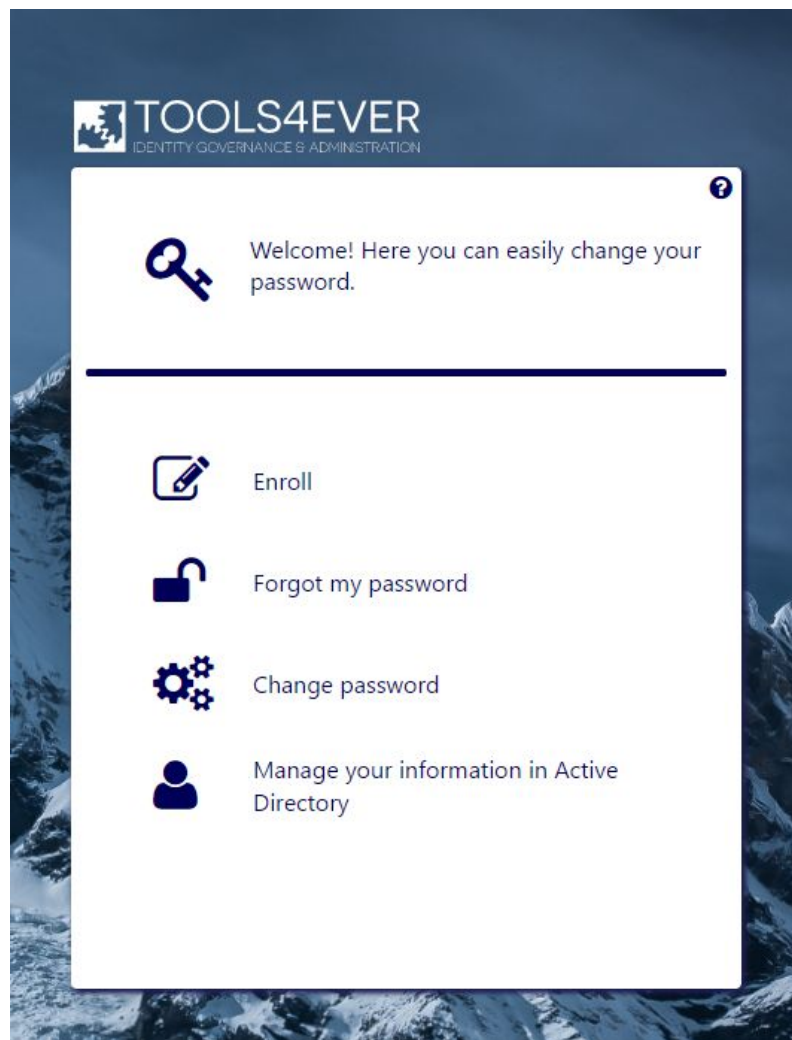 TOOLS4EVER
IDENTITY GOVERNANCE & ADMINISTRATION
?
Welcome! Here you can easily change your
password.
Enroll
Forgot my password
Change password
Manage your information in Active
Directory